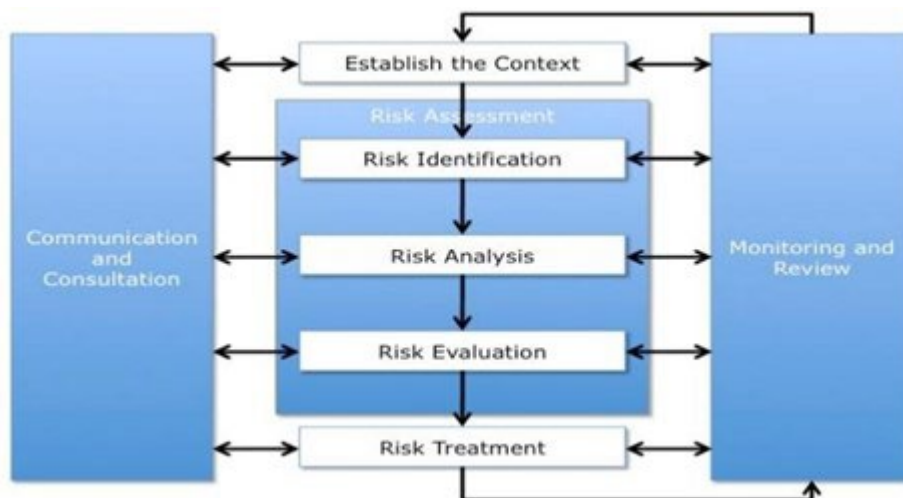 Establish the Context
Risk Assessment
Risk Identification
Communication
and
Consultation
Risk Analysis
Monitoring and
Review
Risk Evaluation
Risk Treatment